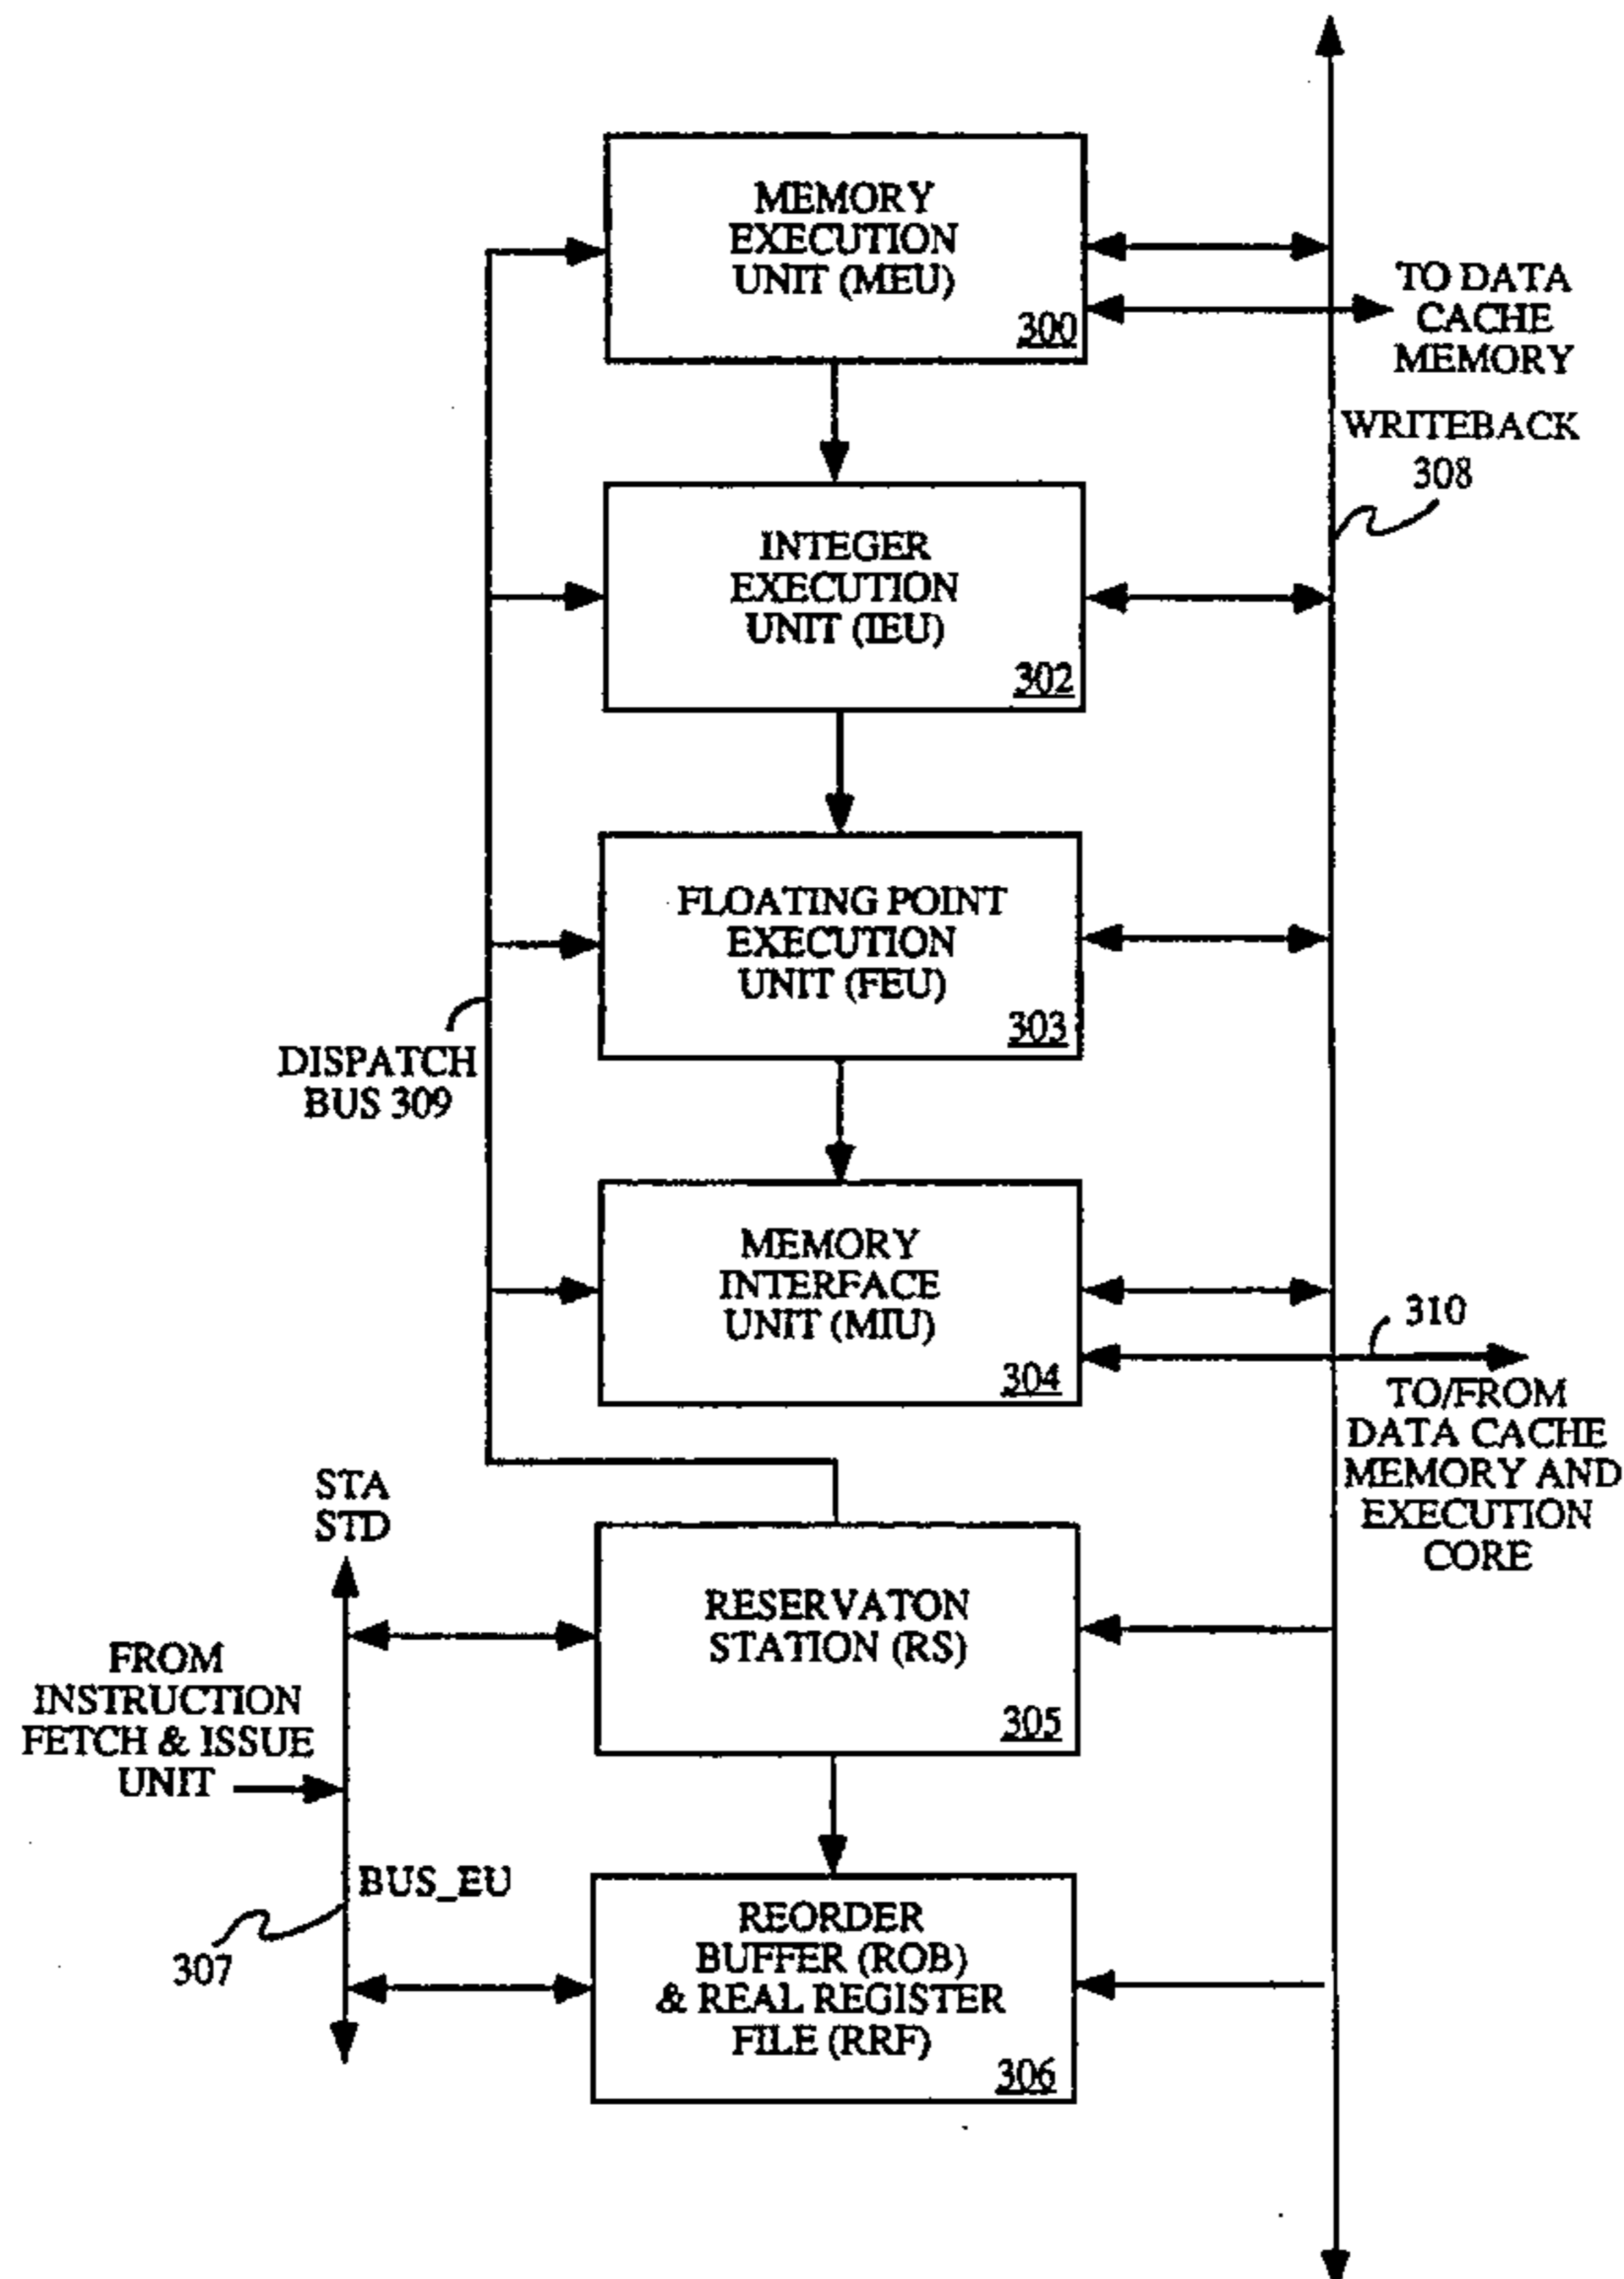 MEMORY
EXECUTION
UNIT (MEU)
300
TO DATA
CACHE
MEMORY
WRITEBACK
308
INTEGER
EXECUTION
UNIT (IEU)
302
FLOATING POINT
EXECUTION
UNIT (FEU)
303
DISPATCH
BUS 309
MEMORY
INTERFACE
UNIT (MIU)
304
310
TO/FROM
DATA CACHE
MEMORY AND
EXECUTION
CORE
STA
STD
RESERVATON
STATION (RS)
305
FROM
INSTRUCTION
FETCH & ISSUE
UNIT
BUS_EU
307
REORDER
BUFFER (ROB)
& REAL REGISTER
FILE (RRF)
306